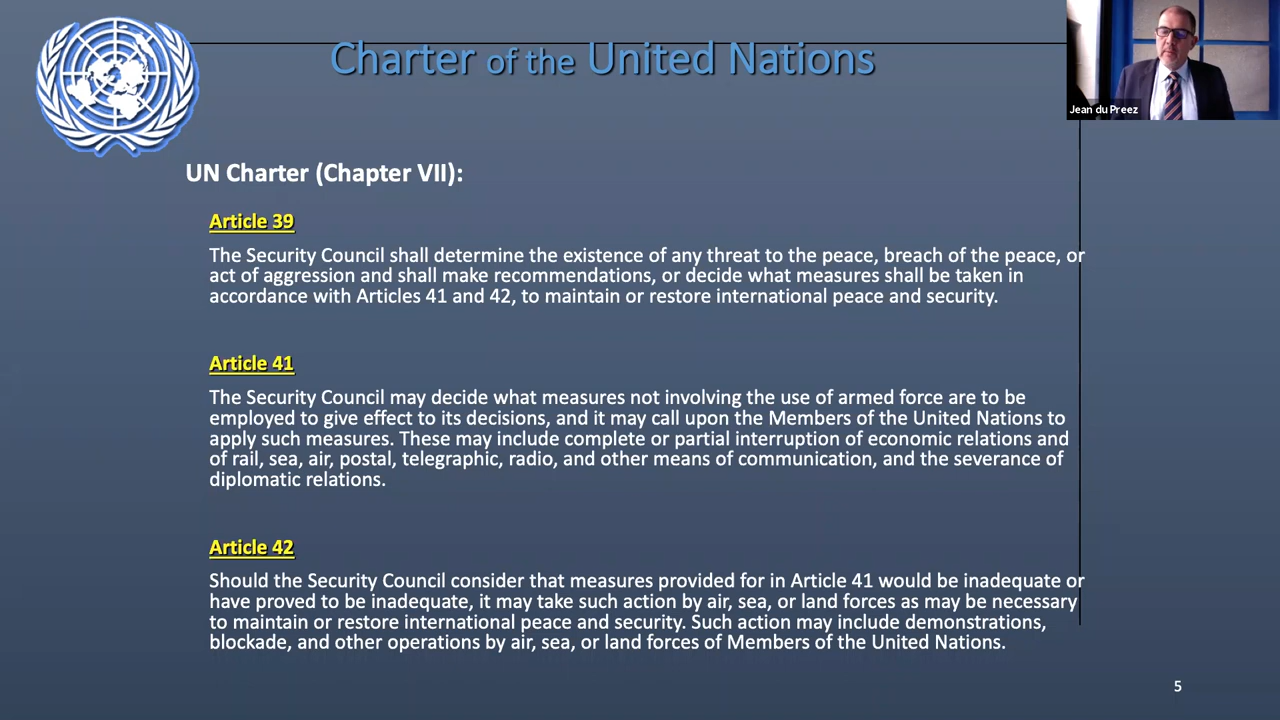 Charter of the United Nations
Jean du Preez
UN Charter (Chapter VII):
Article 39
The Security Council shall determine the existence of any threat to the peace, breach of the peace, or
act of aggression and shall make recommendations, or decide what measures shall be taken in
accordance with Articles 41 and 42, to maintain or restore international peace and security.
Article 41
The Security Council may decide what measures not involving the use of armed force are to be
employed to give effect to its decisions, and it may call upon the Members of the United Nations to
apply such measures. These may include complete or partial interruption of economic relations and
of rail, sea, air, postal, telegraphic, radio, and other means of communication, and the severance of
diplomatic relations.
Article 42
Should the Security Council consider that measures provided for in Article 41 would be inadequate or
have proved to be inadequate, it may take such action by air, sea, or land forces as may be necessary
to maintain or restore international peace and security. Such action may include demonstrations,
blockade, and other operations by air, sea, or land forces of Members of the United Nations.
5